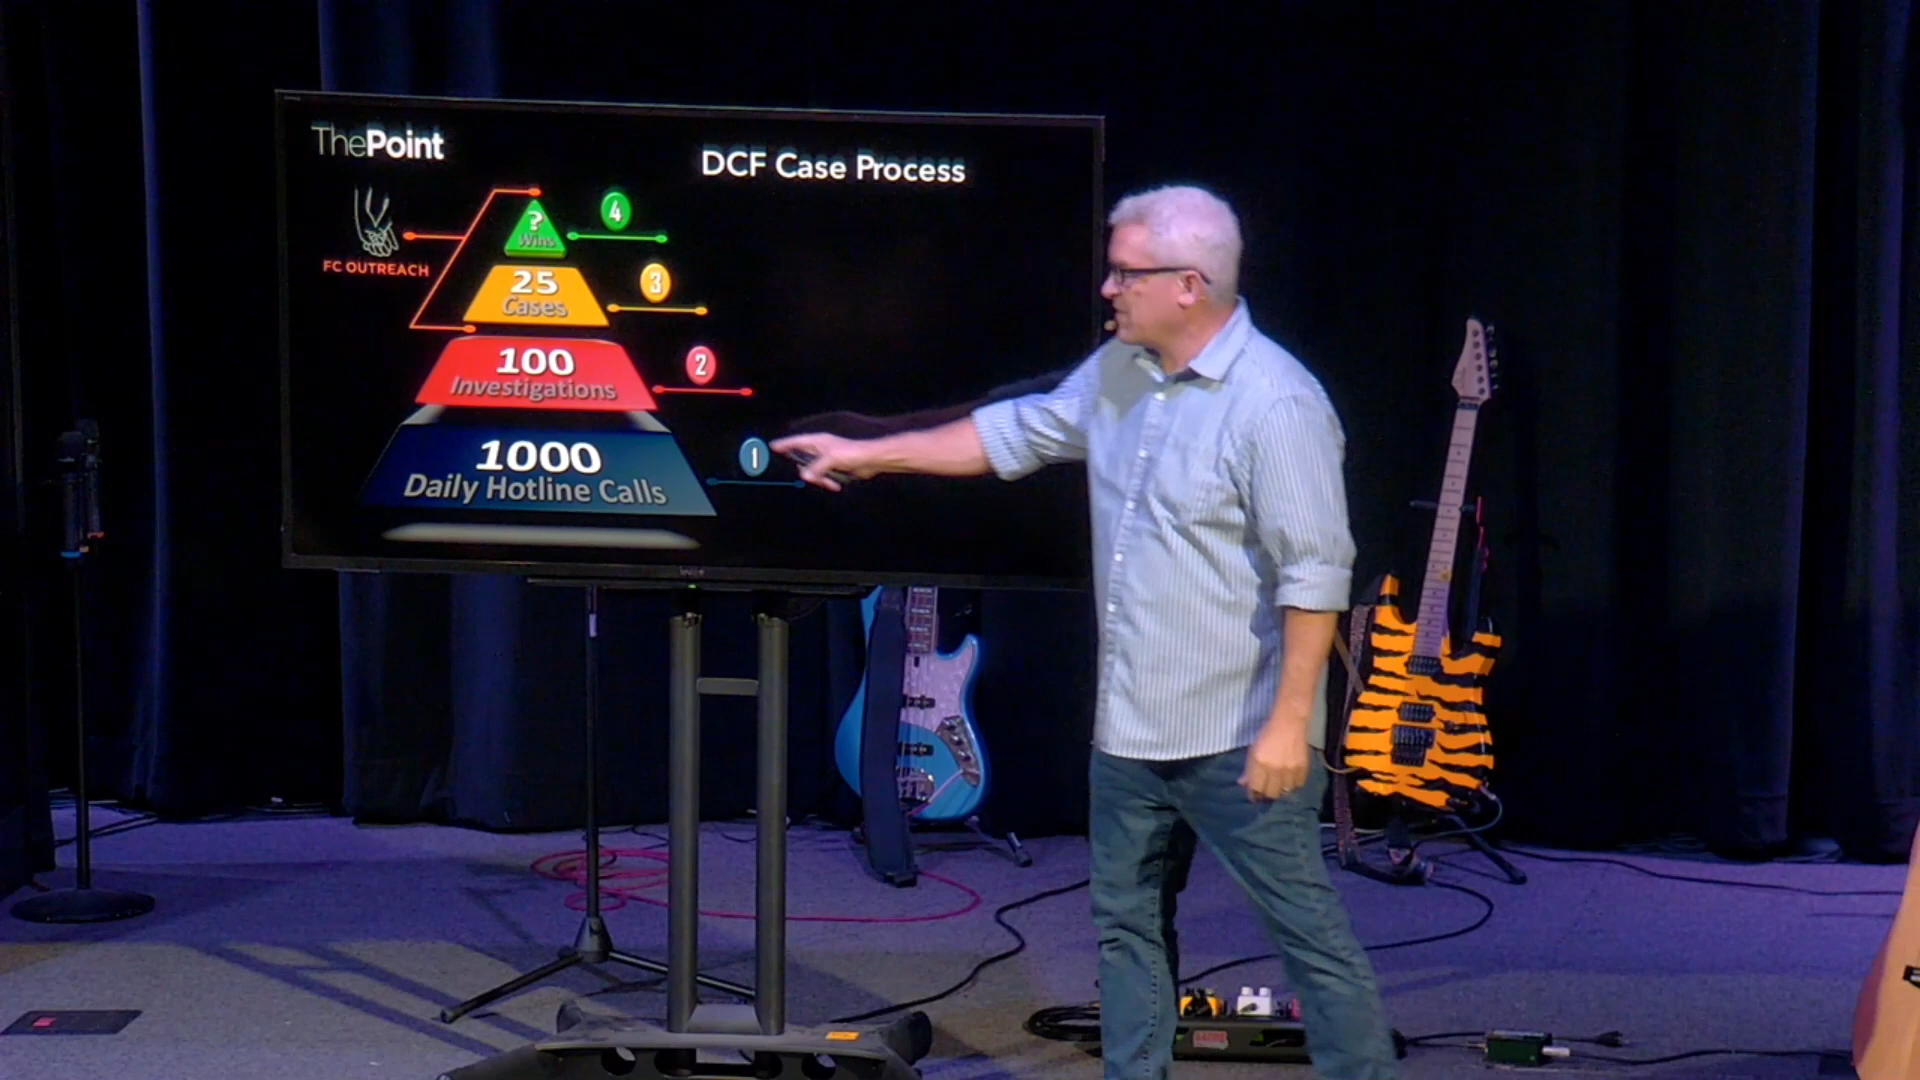 ThePoint
DCF Case Process
FC OUTREACH
?
Wins
4
25
Cases
3
100
Investigations
2
1000
Daily Hotline Calls
1